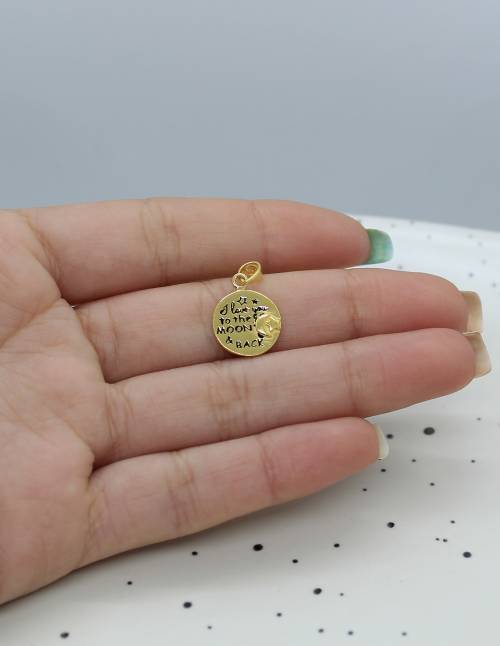 I love you
to the
MOON
& BACK